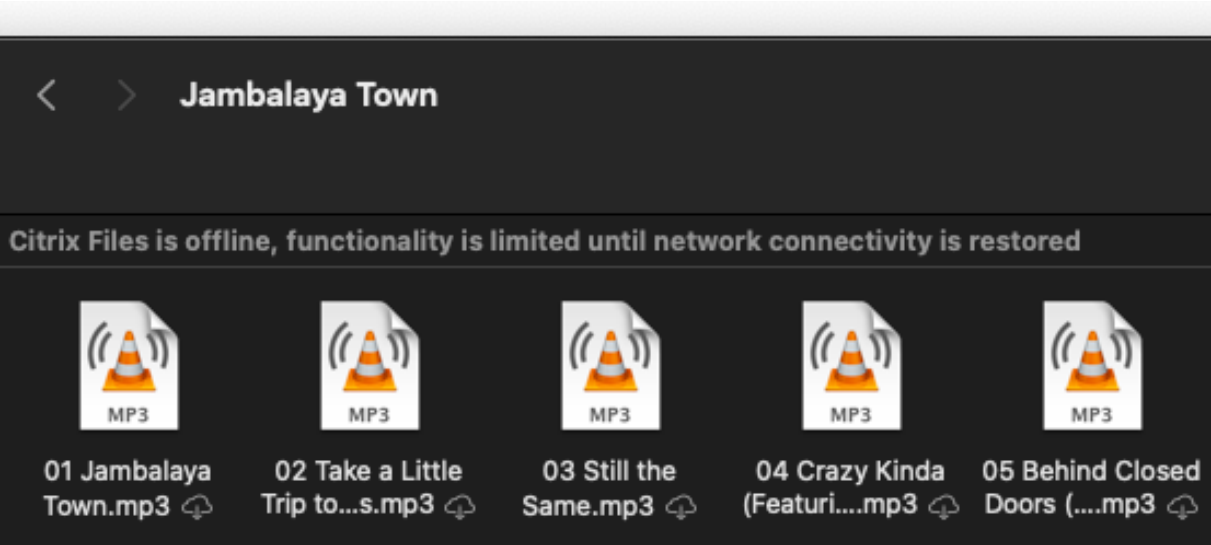 Jambalaya Town
Citrix Files is offline, functionality is limited until network connectivity is restored
MP3
MP3
MP3
MP3
MP3
01 Jambalaya
Town.mp3
02 Take a Little
Trip to...s.mp3
03 Still the
Same.mp3
04 Crazy Kinda
(Featuri....mp3
05 Behind Closed
Doors (....mp3